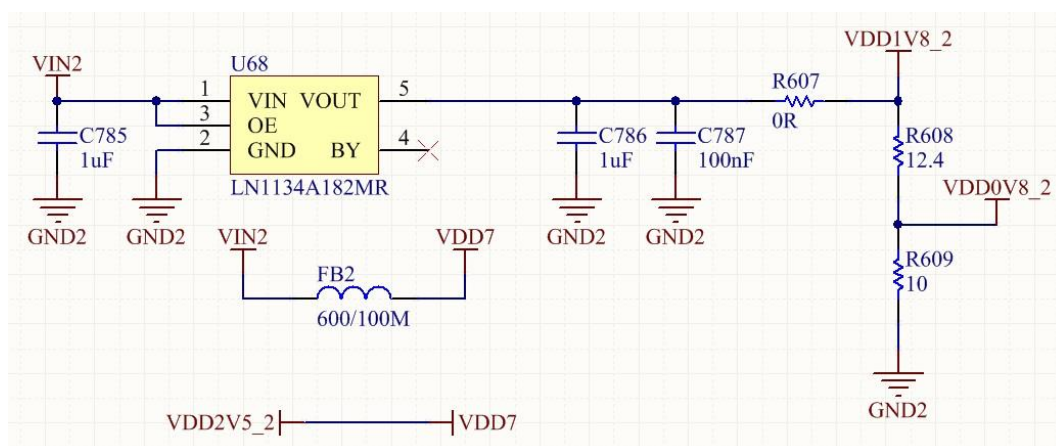 VIN2
U68
1
VIN
VOUT
5
3
OE
2
GND
BY
4
LN1134A182MR
C785
1uF
GND2
GND2
C786
1uF
C787
100nF
GND2
GND2
R607
0R
VDD1V8_2
R608
12.4
VDD0V8_2
R609
10
GND2
VIN2
VDD7
FB2
600/100M
VDD2V5_2
VDD7